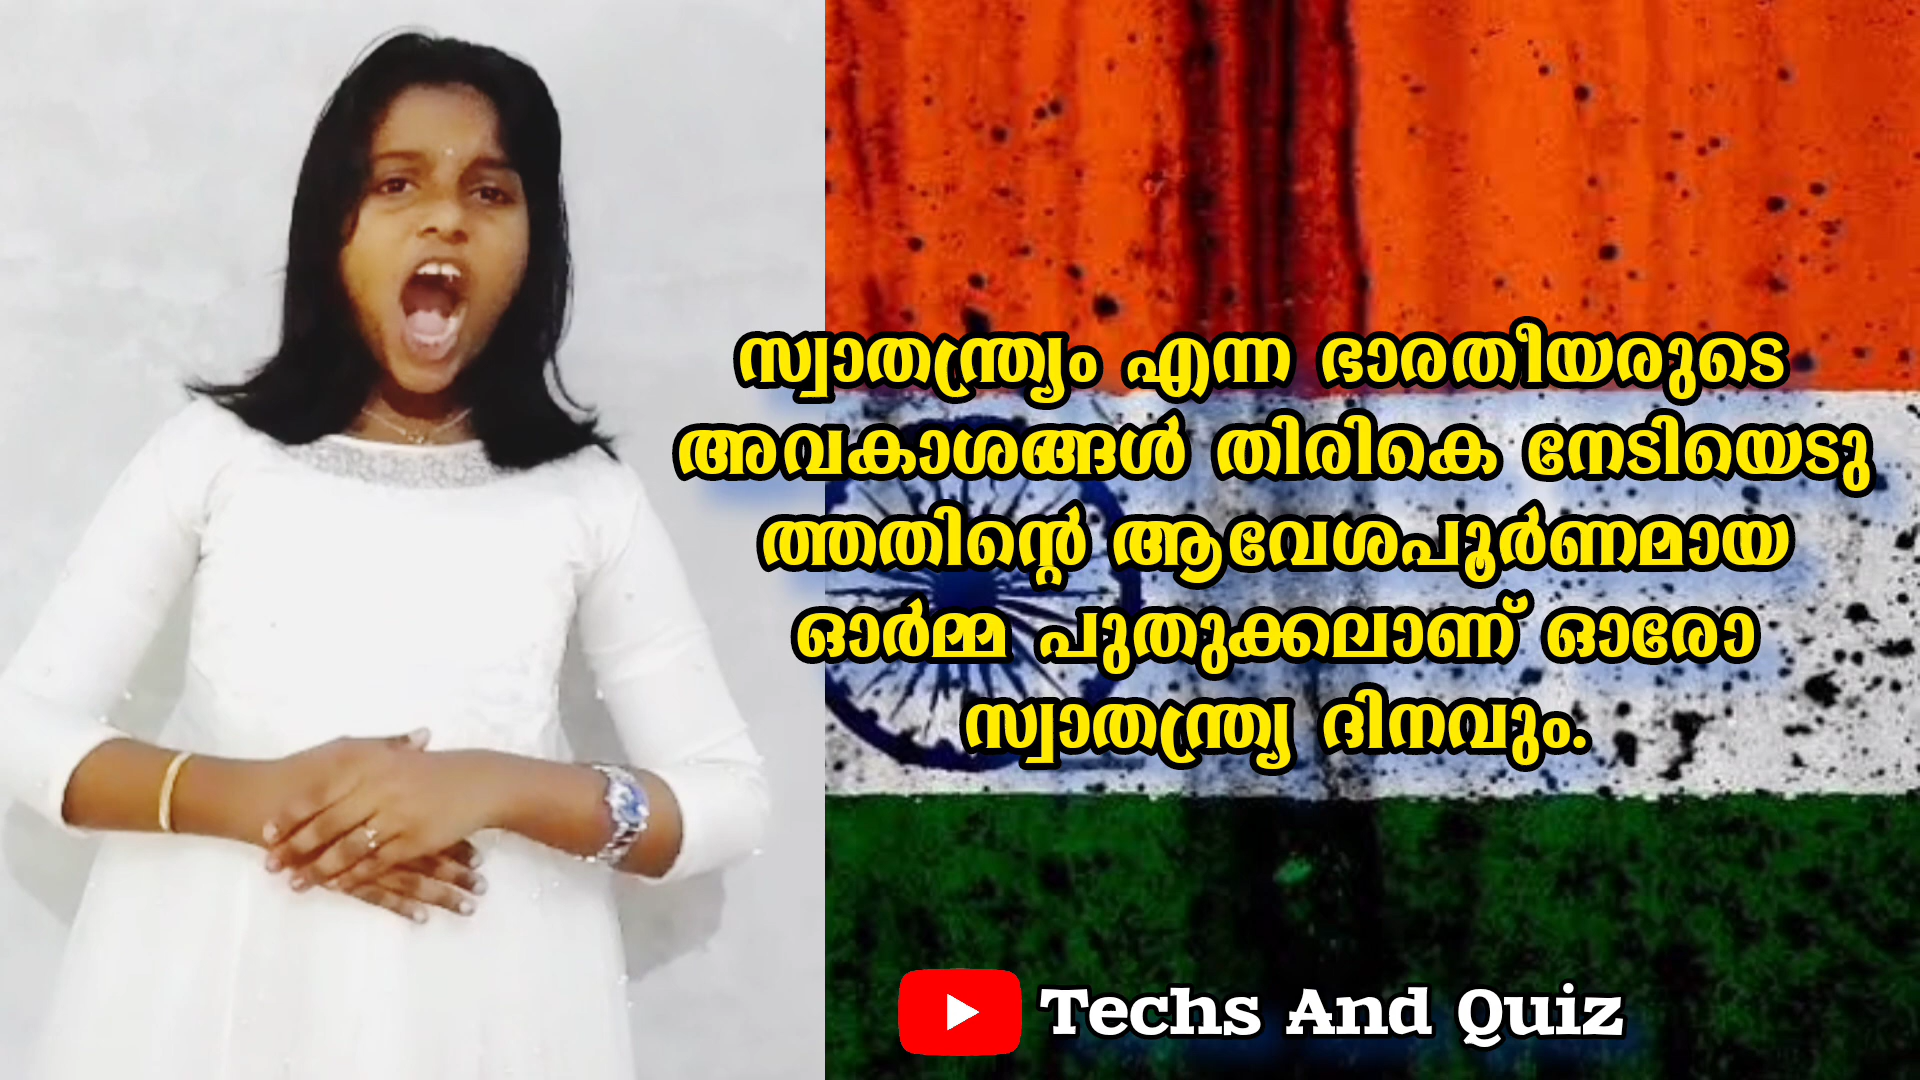 സ്വാതന്ത്ര്യം എന്ന ഭാരതീയരുടെ
അവകാശങ്ങൾ തിരികെ നേടിയെടു
ത്തതിന്റെ ആവേശപൂർണമായ
ഓർമ്മ പുതുക്കലാണ് ഓരോ
സ്വാതന്ത്ര്യ ദിനവും.
Techs And Quiz